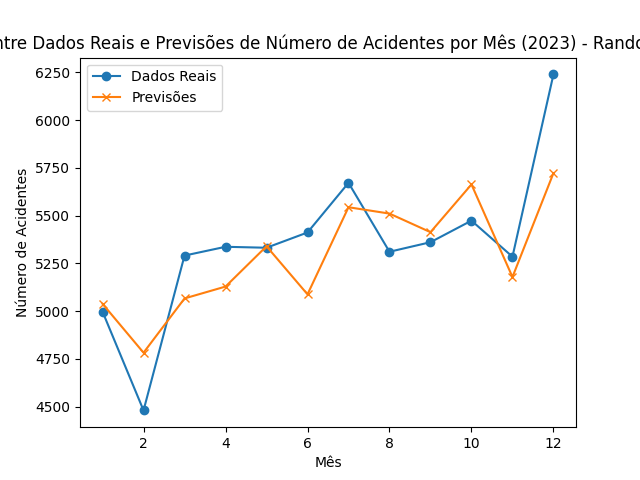 ntre Dados Reais e Previsões de Número de Acidentes por Mês (2023) - Rando
Dados Reais
Previsões
Número de Acidentes
6250
6000
5750
5500
5250
5000
4750
4500
2 4 6 8 10 12
Mês